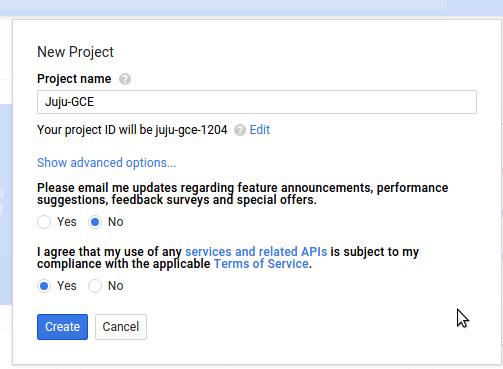 New Project
Project name
Juju-GCE
Your project ID will be juju-gce-1204 Edit
Show advanced options...
Please email me updates regarding feature announcements, performance
suggestions, feedback surveys and special offers.
Yes No
I agree that my use of any services and related APIs is subject to my
compliance with the applicable Terms of Service.
Yes No
Create Cancel